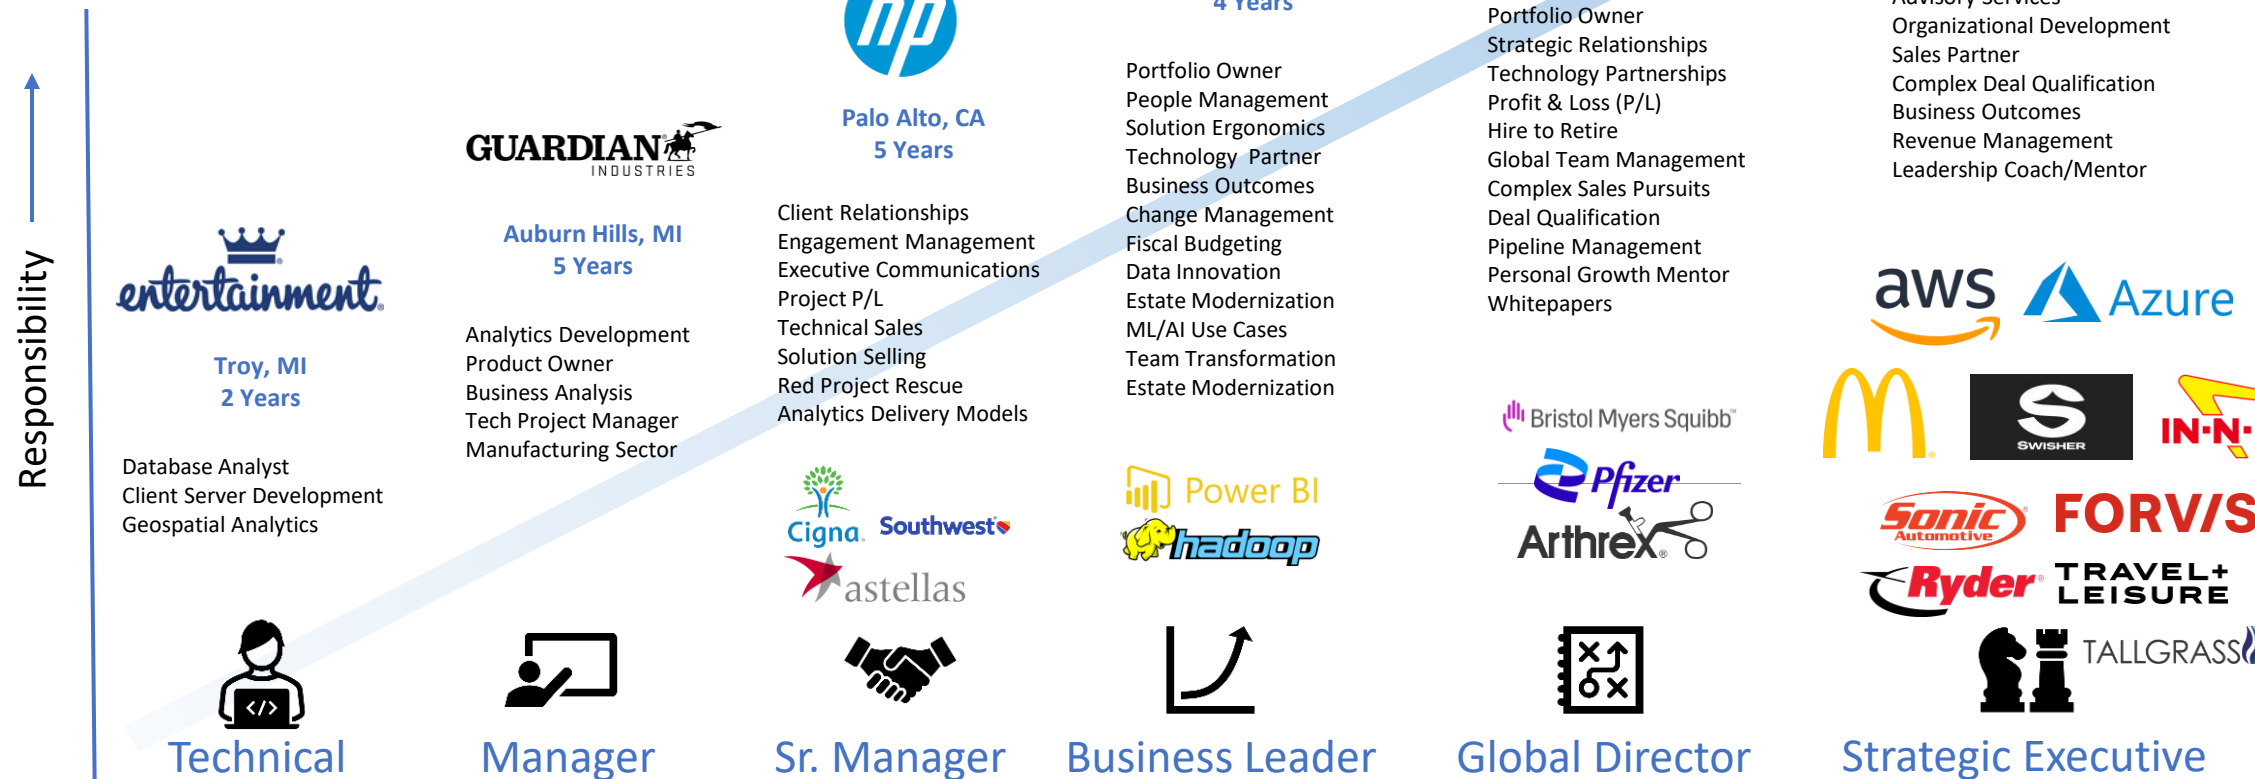 Responsibility
entertainment
Troy, MI
2 Years
Database Analyst
Client Server Development
Geospatial Analytics
Technical
GUARDIAN
INDUSTRIES
Auburn Hills, MI
5 Years
Analytics Development
Product Owner
Business Analysis
Tech Project Manager
Manufacturing Sector
Manager
hp
Palo Alto, CA
5 Years
Client Relationships
Engagement Management
Executive Communications
Project P/L
Technical Sales
Solution Selling
Red Project Rescue
Analytics Delivery Models
Cigna
Southwest
astellas
Sr. Manager
4 Years
Portfolio Owner
People Management
Solution Ergonomics
Technology Partner
Business Outcomes
Change Management
Fiscal Budgeting
Data Innovation
Estate Modernization
ML/AI Use Cases
Team Transformation
Estate Modernization
Power BI
hadoop
Business Leader
Portfolio Owner
Strategic Relationships
Technology Partnerships
Profit & Loss (P/L)
Hire to Retire
Global Team Management
Complex Sales Pursuits
Deal Qualification
Pipeline Management
Personal Growth Mentor
Whitepapers
Bristol Myers Squibb™
Pfizer
Arthrex®
Global Director
Advisory Services
Organizational Development
Sales Partner
Complex Deal Qualification
Business Outcomes
Revenue Management
Leadership Coach/Mentor
aws
Azure
SWISHER
IN-N-
Sonic
Automotive
FORVIS
Ryder
TRAVEL+
LEISURE
TALLGRASS
Strategic Executive